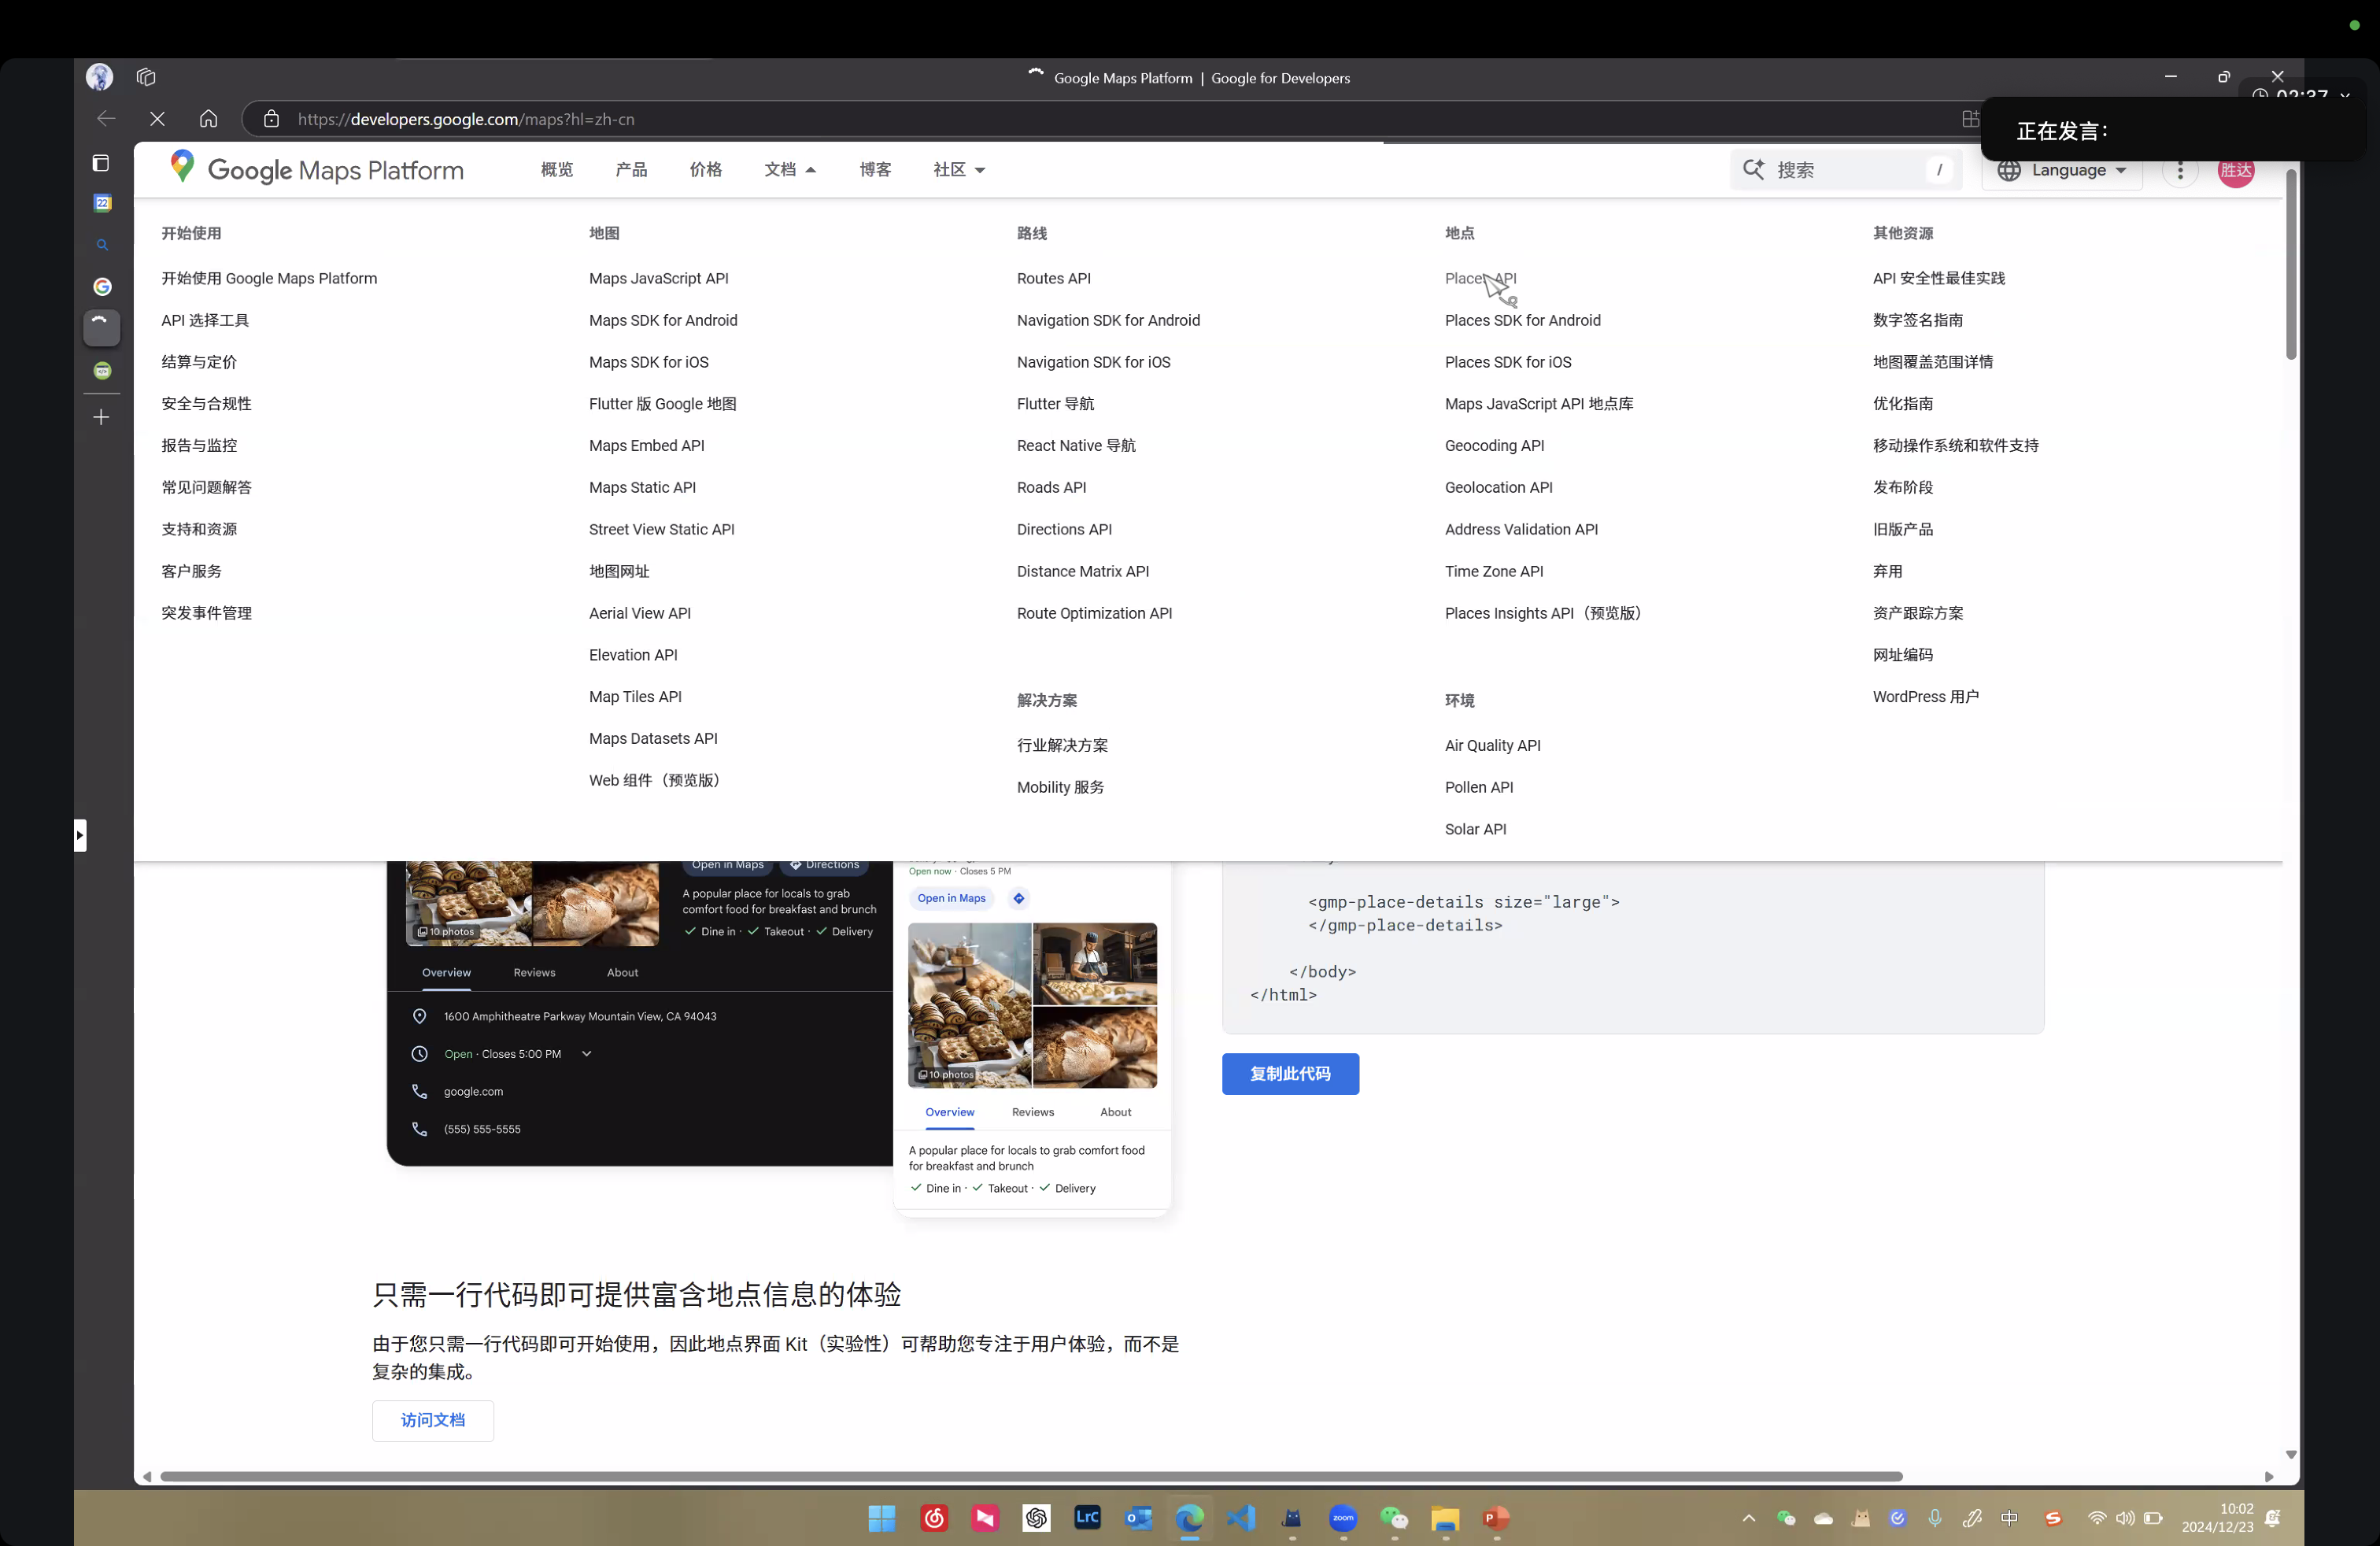 Google Maps Platform | Google for Developers
https://developers.google.com/maps?hl=zh-cn
正在发言：
Google Maps Platform
概览
产品
价格
文档
博客
社区
搜索
/
Language
胜达
22
开始使用
开始使用 Google Maps Platform
API 选择工具
结算与定价
安全与合规性
报告与监控
常见问题解答
支持和资源
客户服务
突发事件管理
地图
Maps JavaScript API
Maps SDK for Android
Maps SDK for iOS
Flutter 版 Google 地图
Maps Embed API
Maps Static API
Street View Static API
地图网址
Aerial View API
Elevation API
Map Tiles API
Maps Datasets API
Web 组件（预览版）
路线
Routes API
Navigation SDK for Android
Navigation SDK for iOS
Flutter 导航
React Native 导航
Roads API
Directions API
Distance Matrix API
Route Optimization API
解决方案
行业解决方案
Mobility 服务
地点
Places API
Places SDK for Android
Places SDK for iOS
Maps JavaScript API 地点库
Geocoding API
Geolocation API
Address Validation API
Time Zone API
Places Insights API（预览版）
环境
Air Quality API
Pollen API
Solar API
其他资源
API 安全性最佳实践
数字签名指南
地图覆盖范围详情
优化指南
移动操作系统和软件支持
发布阶段
旧版产品
弃用
资产跟踪方案
网址编码
WordPress 用户
Open in Maps
Directions
A popular place for locals to grab
comfort food for breakfast and brunch
Dine in · Takeout · Delivery
10 photos
Overview
Reviews
About
1600 Amphitheatre Parkway Mountain View, CA 94043
Open · Closes 5:00 PM
google.com
(555) 555-5555
Open now · Closes 5 PM
Open in Maps
10 photos
Overview
Reviews
About
A popular place for locals to grab comfort food
for breakfast and brunch
Dine in · Takeout · Delivery
<gmp-place-details size="large">
</gmp-place-details>
</body>
</html>
复制此代码
只需一行代码即可提供富含地点信息的体验
由于您只需一行代码即可开始使用，因此地点界面 Kit（实验性）可帮助您专注于用户体验，而不是
复杂的集成。
访问文档
LrC
zoom
中
10:02
2024/12/23